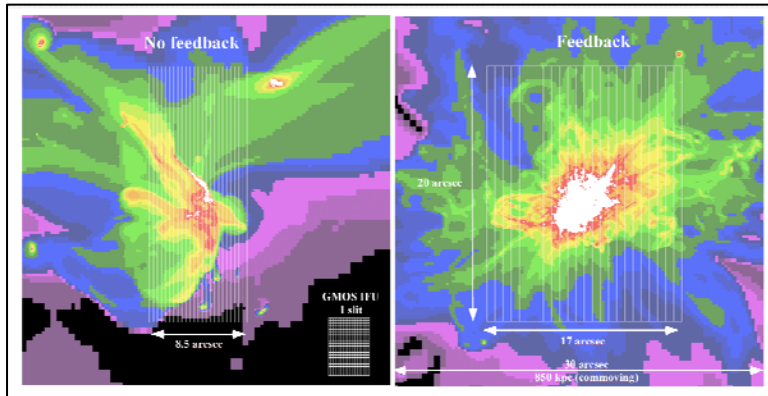 No feedback
GMOS IFU
1 slit
8.5 arcsec
Feedback
20 arcsec
17 arcsec
30 arcsec
850 kpc (commoving)